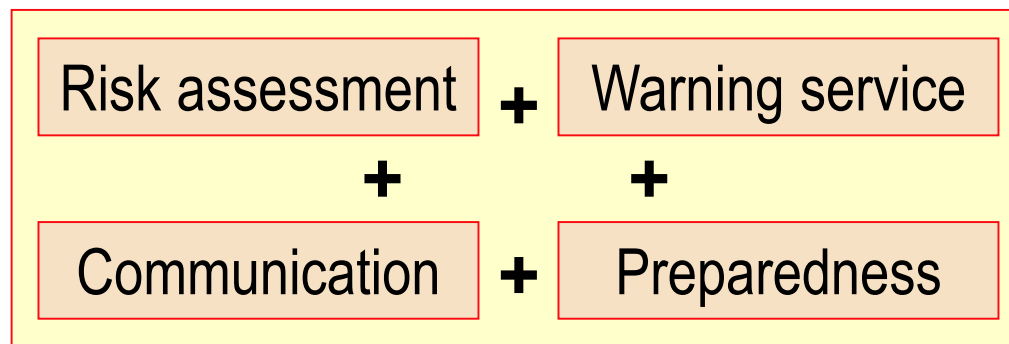 Risk assessment + Warning service
+ +
Communication + Preparedness